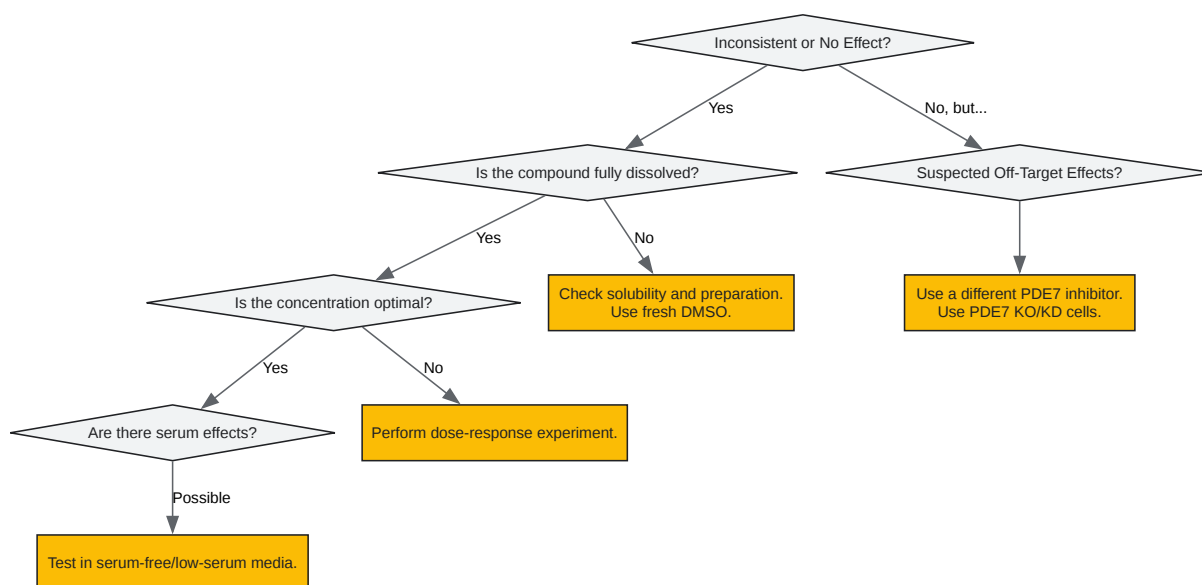 Inconsistent or No Effect?
Yes
No, but...
Is the compound fully dissolved?
Suspected Off-Target Effects?
Yes
No
Is the concentration optimal?
Check solubility and preparation.
Use fresh DMSO.
Use a different PDE7 inhibitor.
Use PDE7 KO/KD cells.
Yes
No
Are there serum effects?
Perform dose-response experiment.
Possible
Test in serum-free/low-serum media.